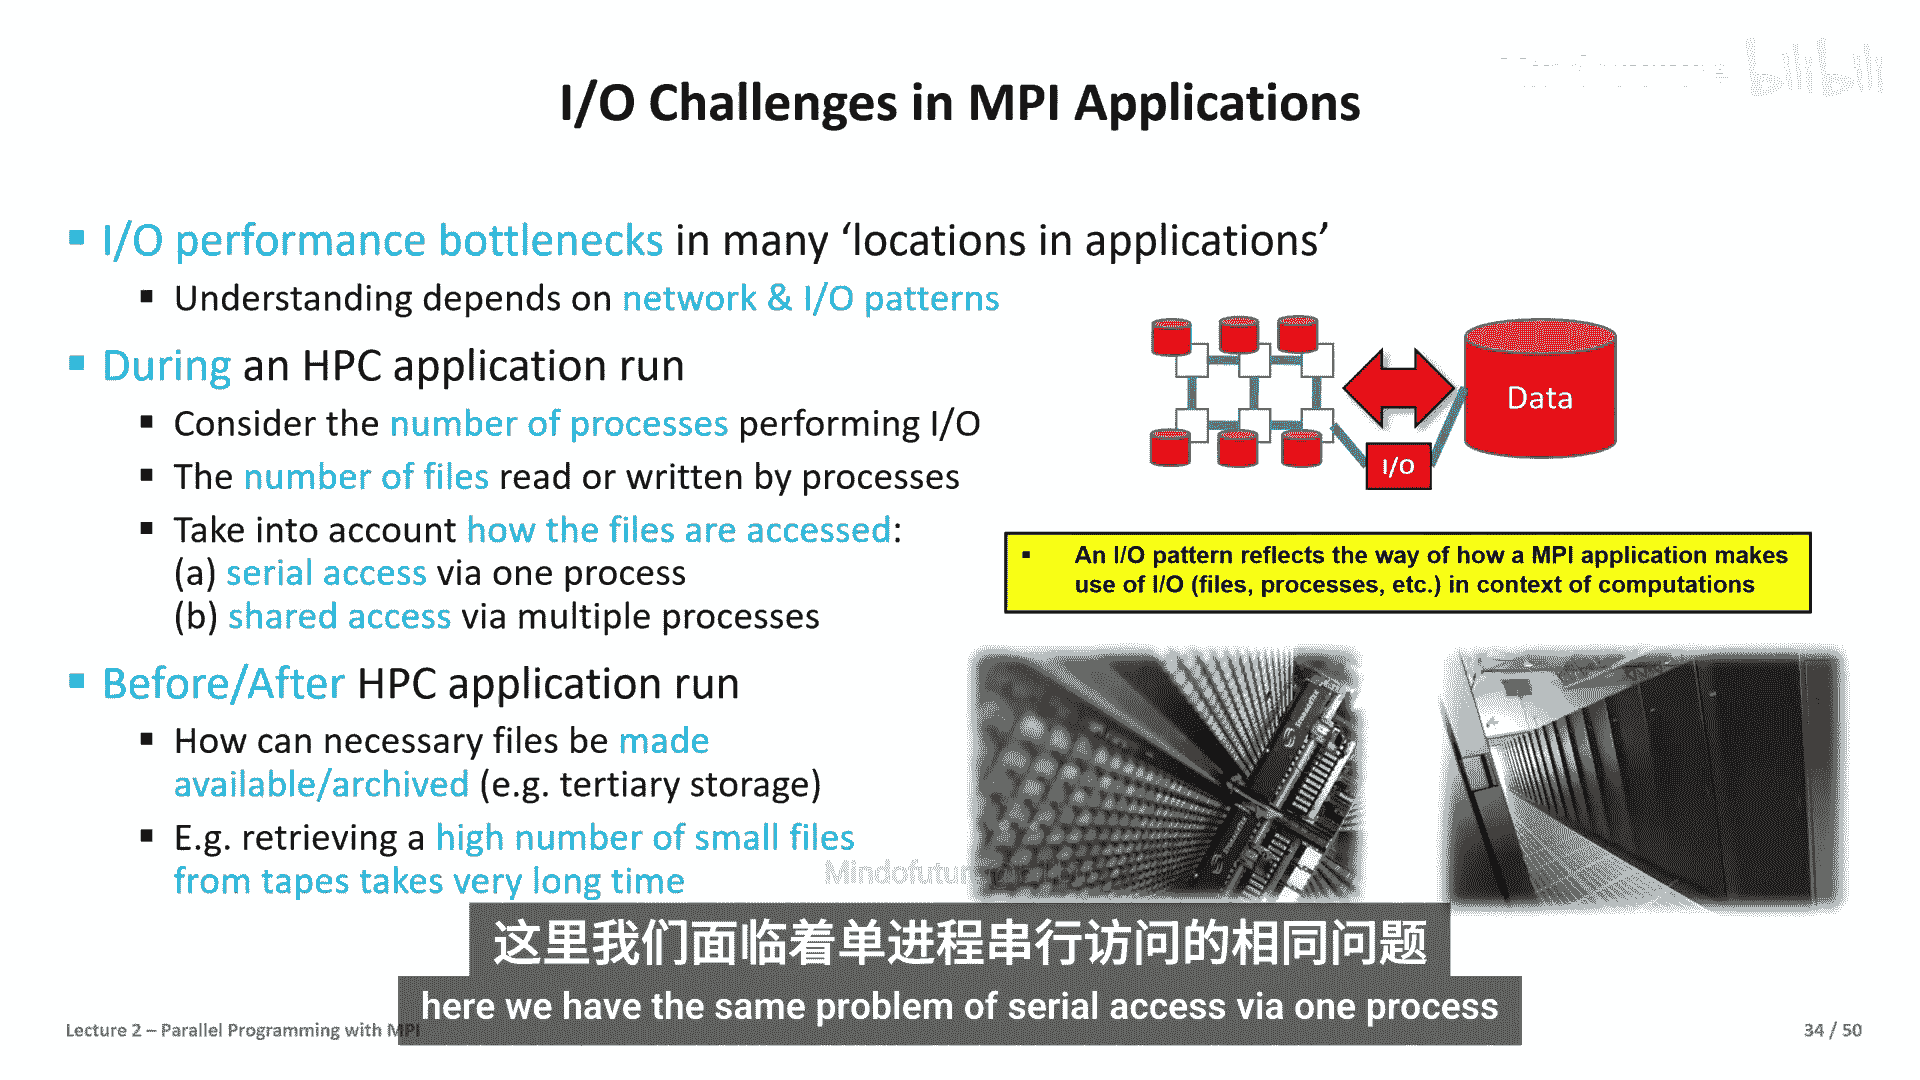 bilibili
I/O Challenges in MPI Applications
▪ I/O performance bottlenecks in many ‘locations in applications’
▪ Understanding depends on network & I/O patterns
▪ During an HPC application run
▪ Consider the number of processes performing I/O
▪ The number of files read or written by processes
▪ Take into account how the files are accessed:
(a) serial access via one process
(b) shared access via multiple processes
▪ Before/After HPC application run
▪ How can necessary files be made
available/archived (e.g. tertiary storage)
▪ E.g. retrieving a high number of small files
from tapes takes very long time
Data
I/O
▪ An I/O pattern reflects the way of how a MPI application makes
use of I/O (files, processes, etc.) in context of computations
这里我们面临着单进程串行访问的相同问题
here we have the same problem of serial access via one process
Lecture 2 – Parallel Programming with MPI
34 / 50